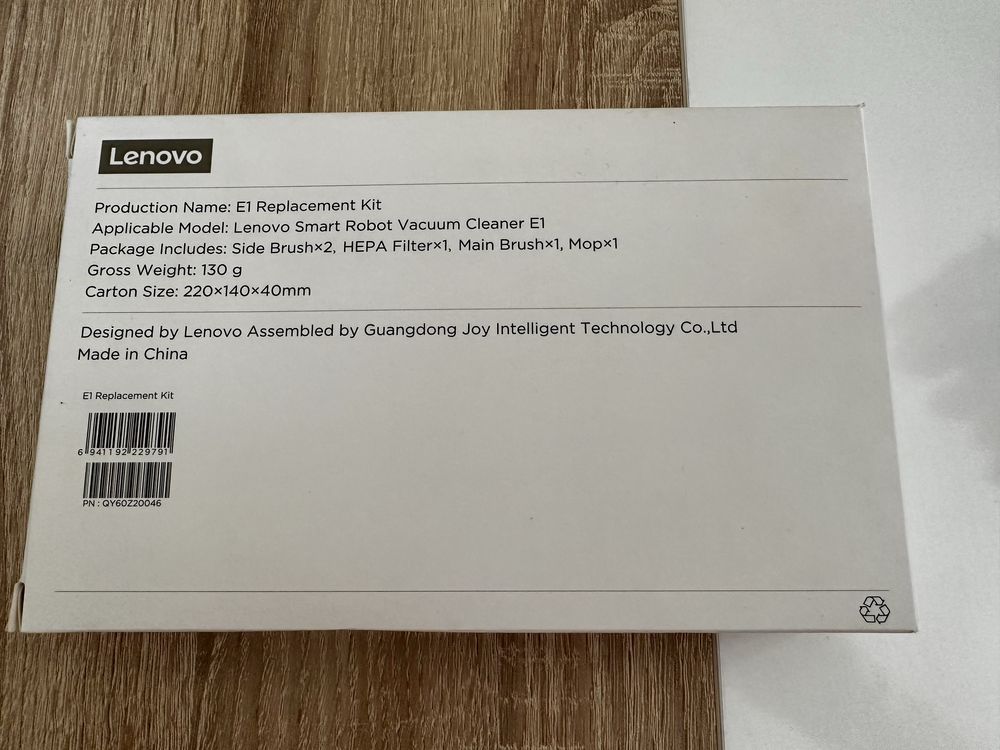 Lenovo
Production Name: E1 Replacement Kit
Applicable Model: Lenovo Smart Robot Vacuum Cleaner E1
Package Includes: Side Brush×2, HEPA Filter×1, Main Brush×1, Mop×1
Gross Weight: 130 g
Carton Size: 220×140×40mm
Designed by Lenovo Assembled by Guangdong Joy Intelligent Technology Co.,Ltd
Made in China
E1 Replacement Kit
6 941192 229791
PN : QY60Z20046